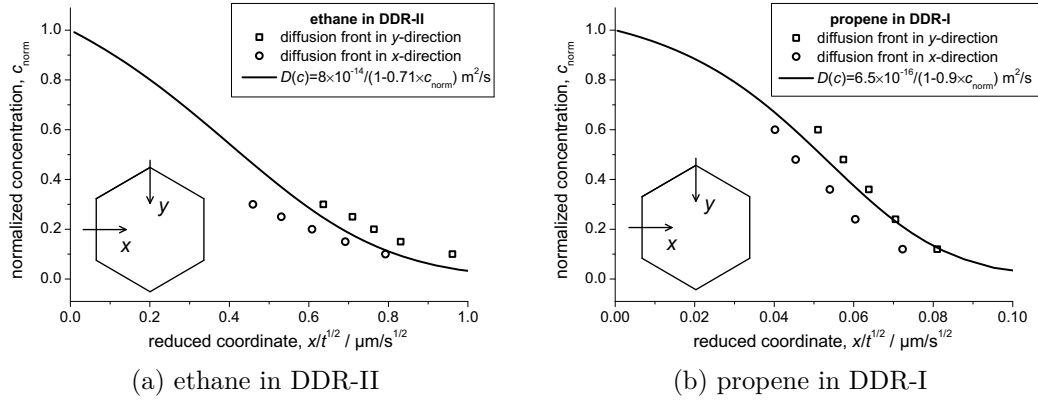 ethane in DDR-II
diffusion front in y-direction
diffusion front in x-direction
D(c)=8×10⁻¹⁴/(1-0.71×c_norm) m²/s
normalized concentration, c_norm
1.0
0.8
0.6
0.4
0.2
0.0
y
x
0.0 0.2 0.4 0.6 0.8 1.0
reduced coordinate, x/t^1/2 / μm/s^1/2
(a) ethane in DDR-II
propene in DDR-I
diffusion front in y-direction
diffusion front in x-direction
D(c)=6.5×10⁻¹⁶/(1-0.9×c_norm) m²/s
normalized concentration, c_norm
1.0
0.8
0.6
0.4
0.2
0.0
y
x
0.00 0.02 0.04 0.06 0.08 0.10
reduced coordinate, x/t^1/2 / μm/s^1/2
(b) propene in DDR-I